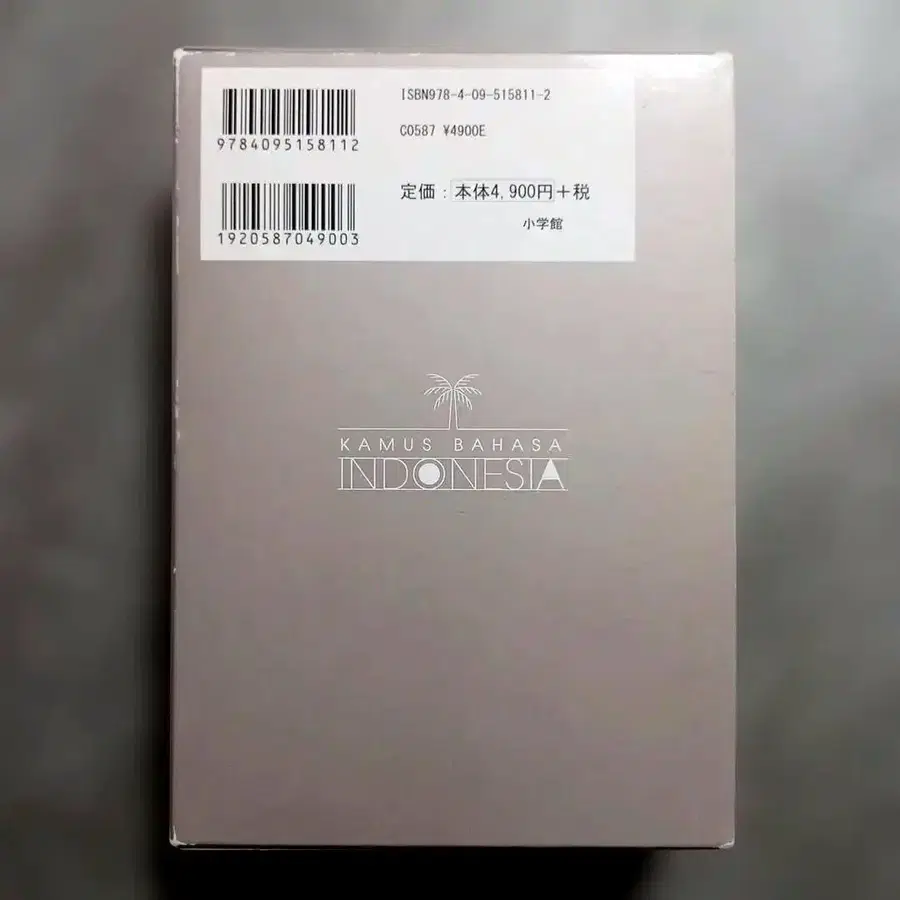 ISBN978-4-09-515811-2
9784095158112
C0587 ¥4900E
定価：本体4,900円＋税
1920587049003
小学館
KAMUS BAHASA
INDONESIA